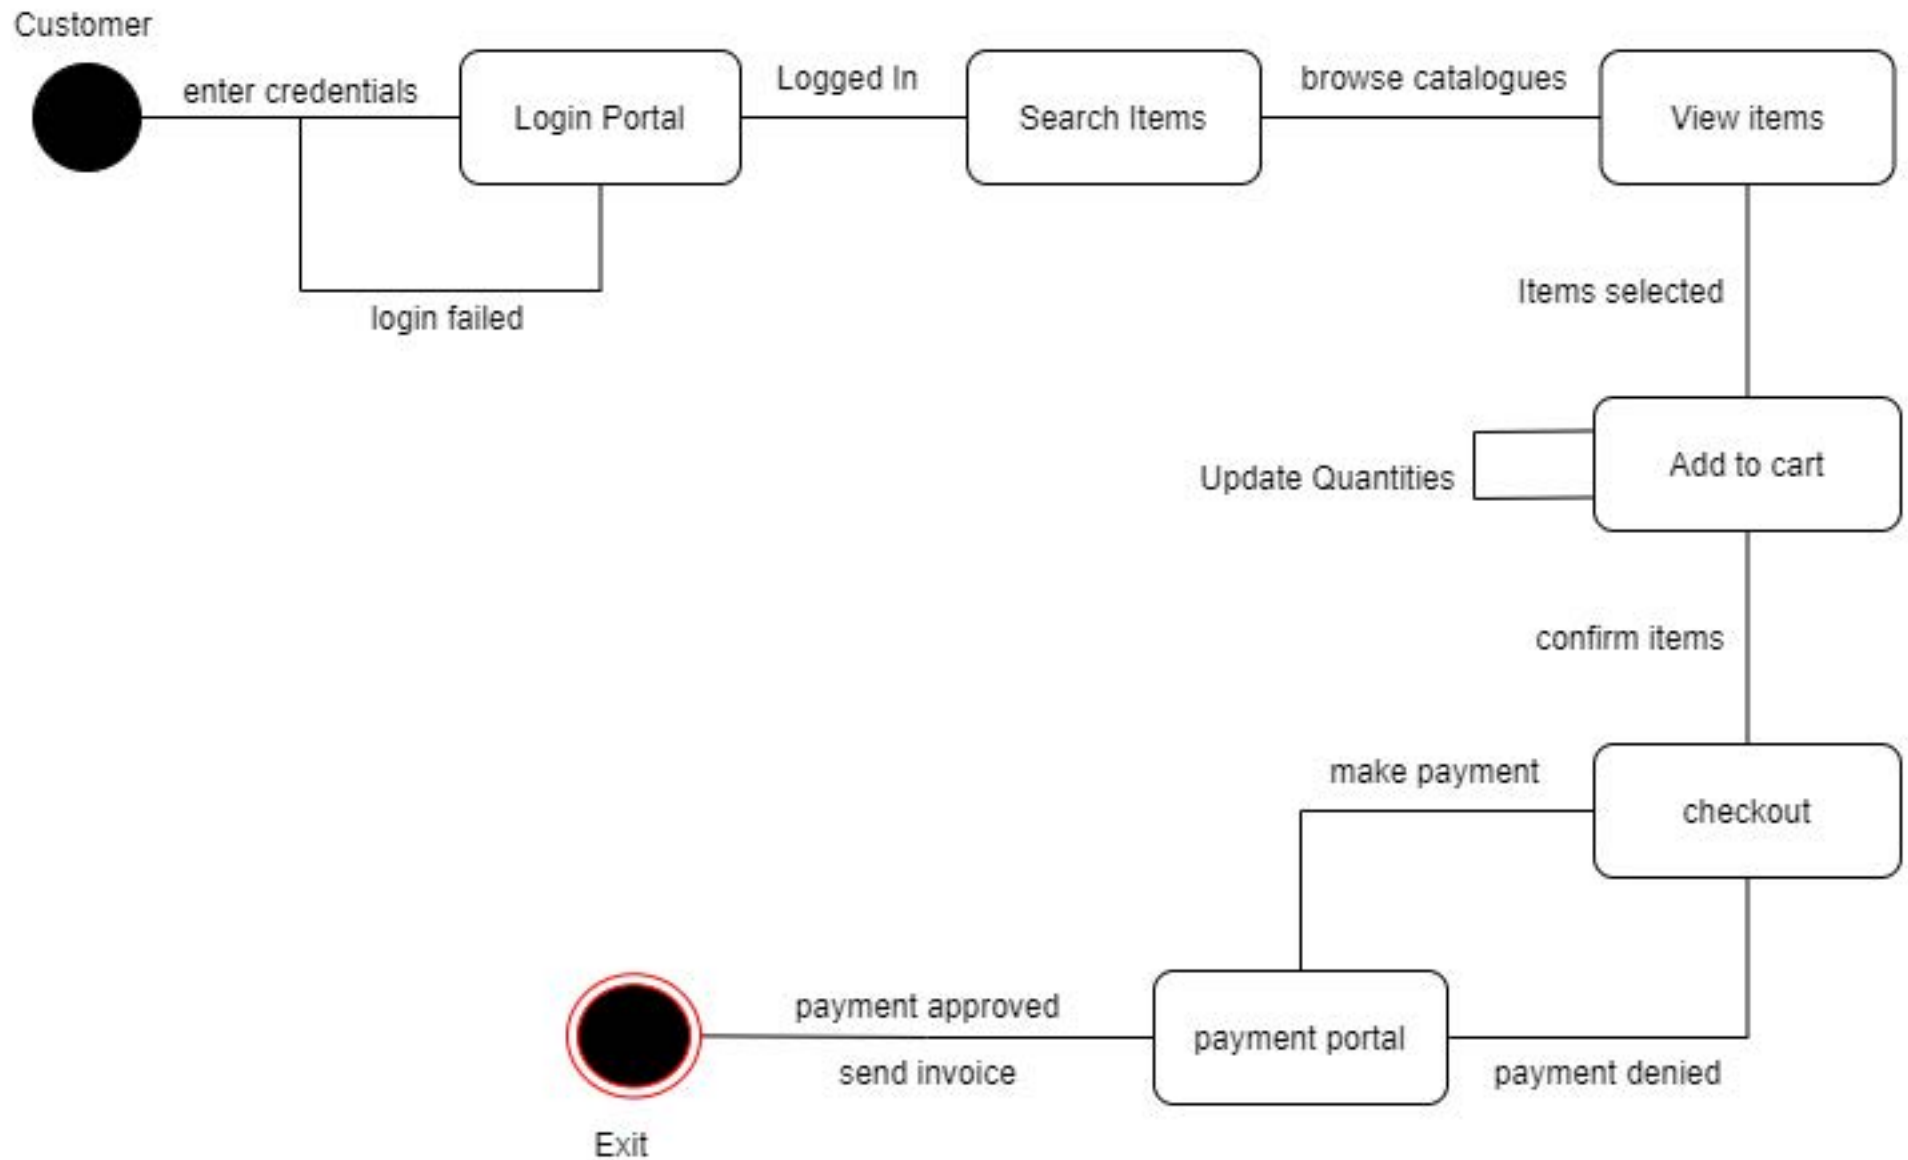 Customer
enter credentials
Login Portal
Logged In
Search Items
browse catalogues
View items
login failed
Items selected
Update Quantities
Add to cart
confirm items
make payment
checkout
payment approved
send invoice
payment portal
payment denied
Exit